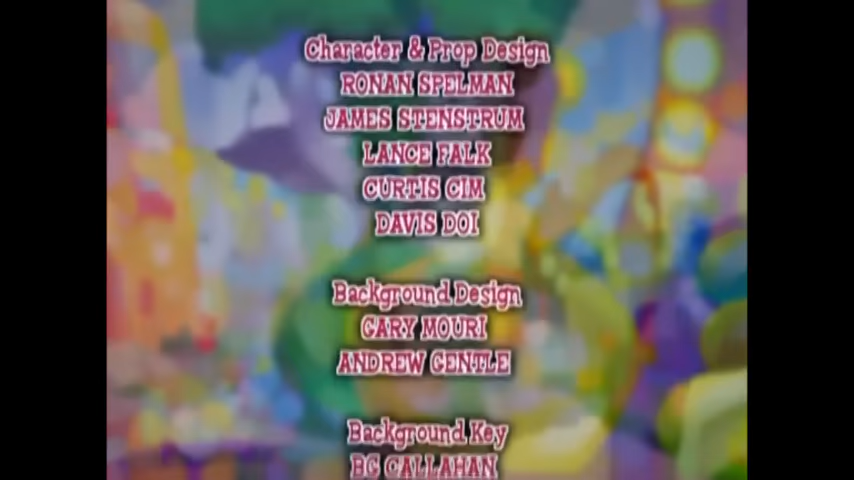 Character & Prop Design
RONAN SPELMAN
JAMES STENSTRUM
LANCE FALK
CURTIS CIM
DAVIS DOI
Background Design
GARY MOURI
ANDREW GENTLE
Background Key
BG CALLAHAN